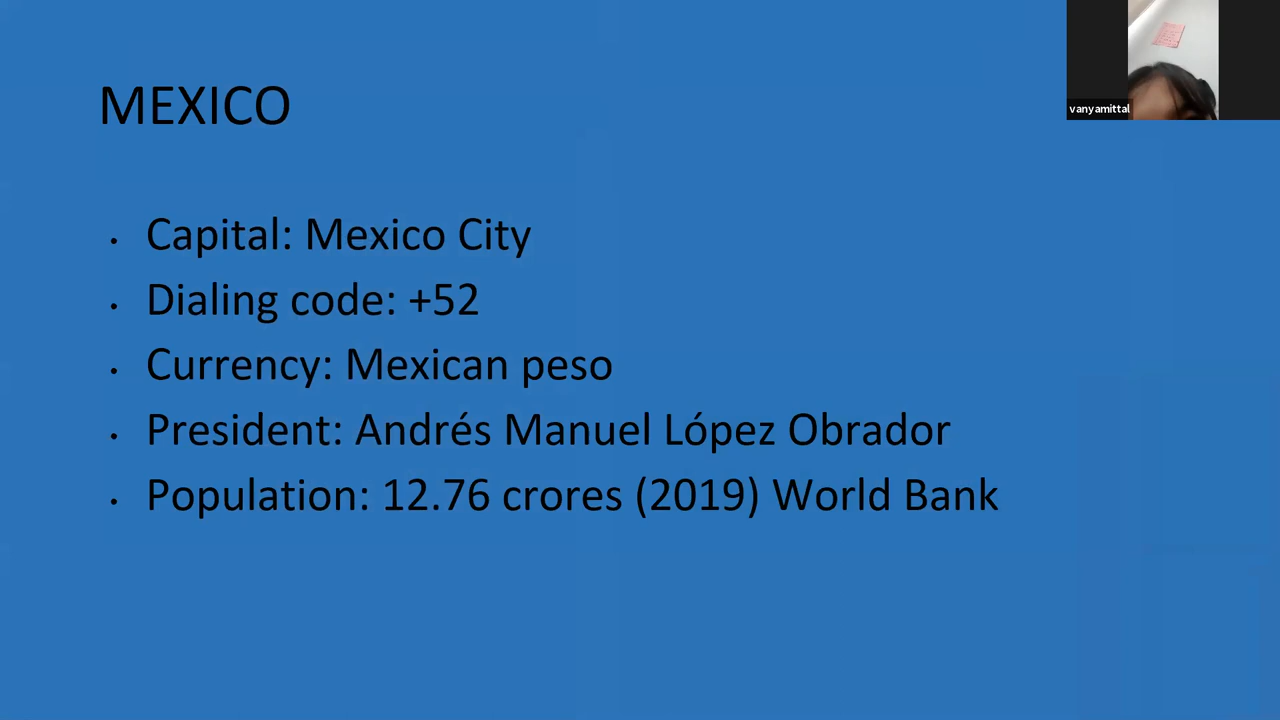 MEXICO
vanyamittal
• Capital: Mexico City
• Dialing code: +52
• Currency: Mexican peso
• President: Andrés Manuel López Obrador
• Population: 12.76 crores (2019) World Bank